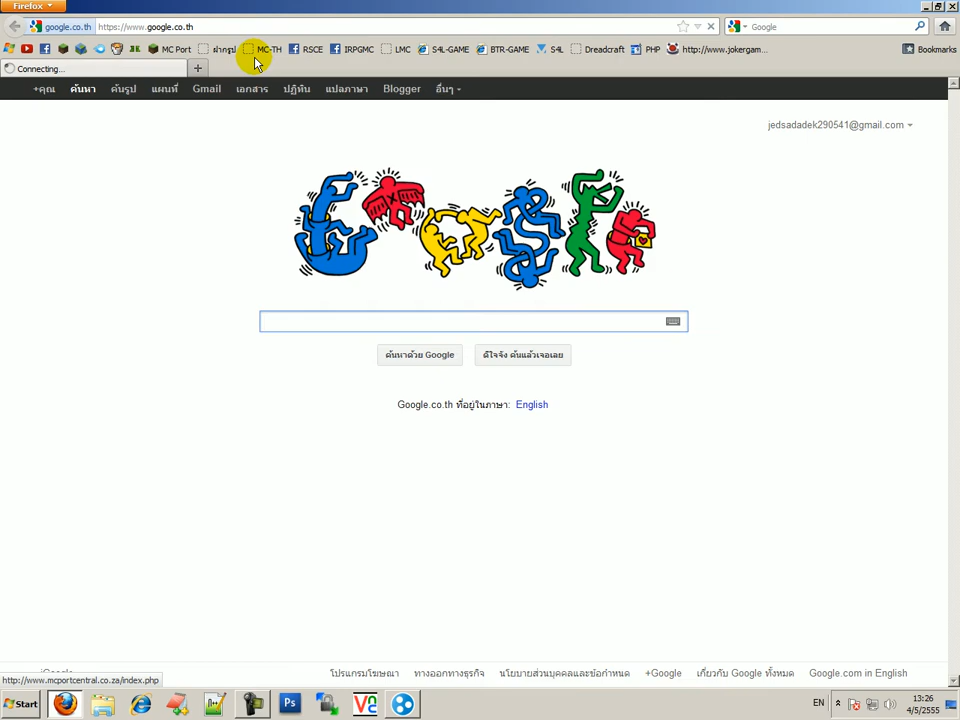 Firefox
google.co.th https://www.google.co.th Google
MC Port ฝากรูป MC-TH RSCE IRPGMC LMC S4L-GAME BTR-GAME S4L Dreadcraft PHP http://www.jokergam... Bookmarks
Connecting...
+คุณ ค้นหา ค้นรูป แผนที่ Gmail เอกสาร ปฏิทิน แปลภาษา Blogger อื่นๆ
jedsadadek290541@gmail.com
ค้นหาด้วย Google ดีใจจัง ค้นแล้วเจอเลย
Google.co.th ที่อยู่ในภาษา: English
โปรแกรมโฆษณา ทางออกทางธุรกิจ นโยบายส่วนบุคคลและข้อกำหนด +Google เกี่ยวกับ Google ทั้งหมด Google.com in English
http://www.mcportcentral.co.za/index.php
Start Ps EN 13:26
4/5/2555